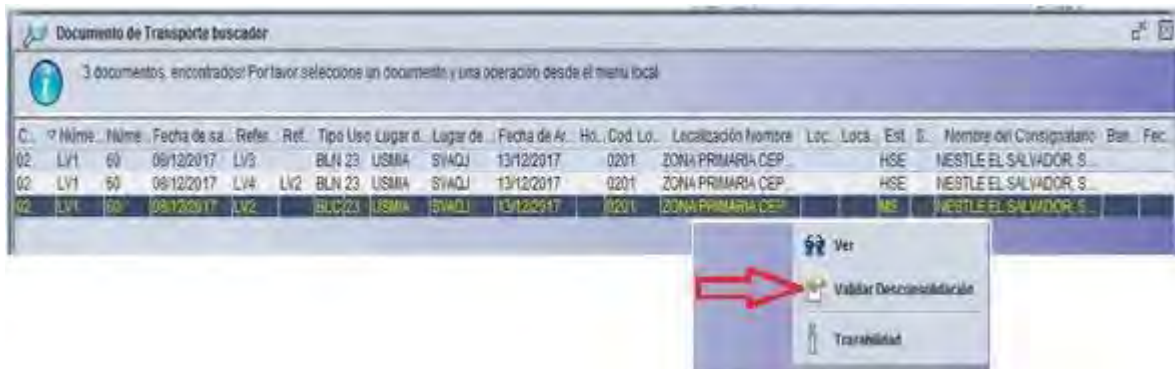 Documento de Transporte buscador
3 documentos, encontrados! Por favor seleccione un documento y una operación desde el menu local
C.. Núme.. Núme.. Fecha de sa.. Refer.. Ref.. Tipo Uso Lugar d.. Lugar de.. Fecha de Ar.. Ho.. Cod. Lo.. Localización Nombre Loc.. Loca.. Est S.. Nombre del Consignatario Ban.. Fec..
02 LV1 60 08/12/2017 LV3 BLN 23 USMIA SVAQJ 13/12/2017 0201 ZONA PRIMARIA CEP... HSE NESTLE EL SALVADOR, S...
02 LV1 60 08/12/2017 LV4 LV2 BLN 23 USMIA SVAQJ 13/12/2017 0201 ZONA PRIMARIA CEP... HSE NESTLE EL SALVADOR, S...
02 LV1 60 08/12/2017 LV2 BLC 23 USMIA SVAQJ 13/12/2017 0201 ZONA PRIMARIA CEP... NESTLE EL SALVADOR, S...
Ver
Validar Desconsolidación
Trazabilidad